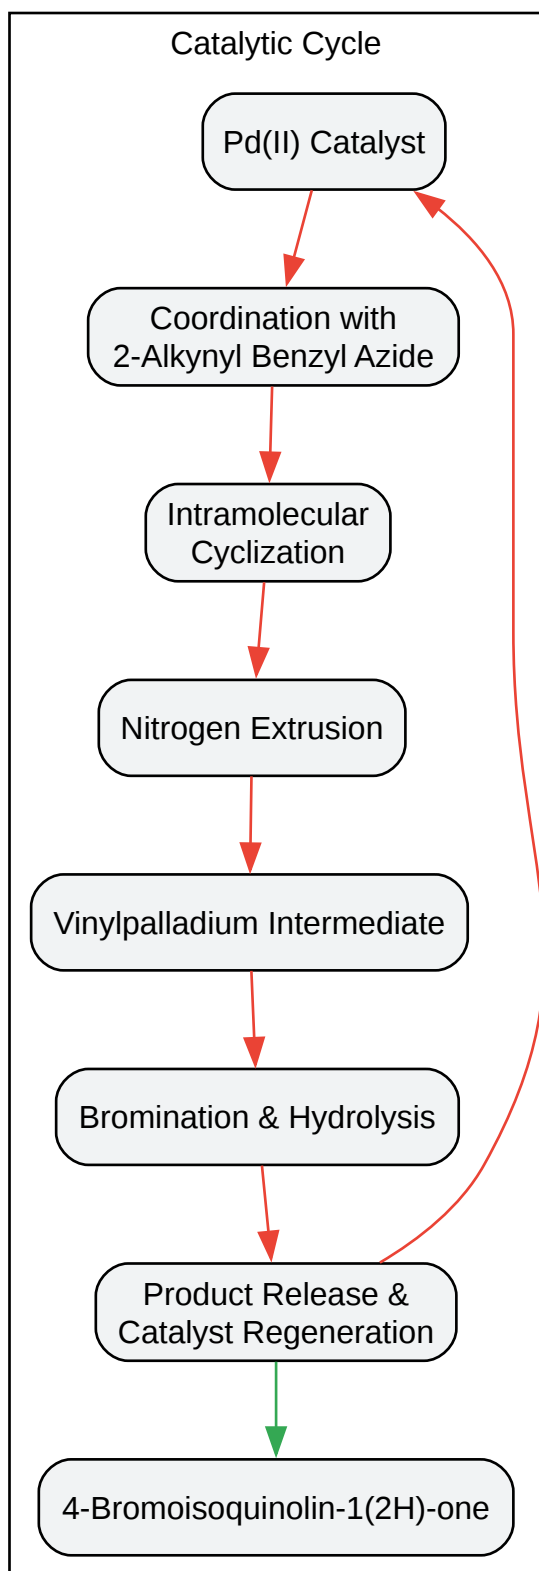 Catalytic Cycle
Pd(II) Catalyst
Coordination with
2-Alkynyl Benzyl Azide
Intramolecular
Cyclization
Nitrogen Extrusion
Vinylpalladium Intermediate
Bromination & Hydrolysis
Product Release &
Catalyst Regeneration
4-Bromoisoquinolin-1(2H)-one